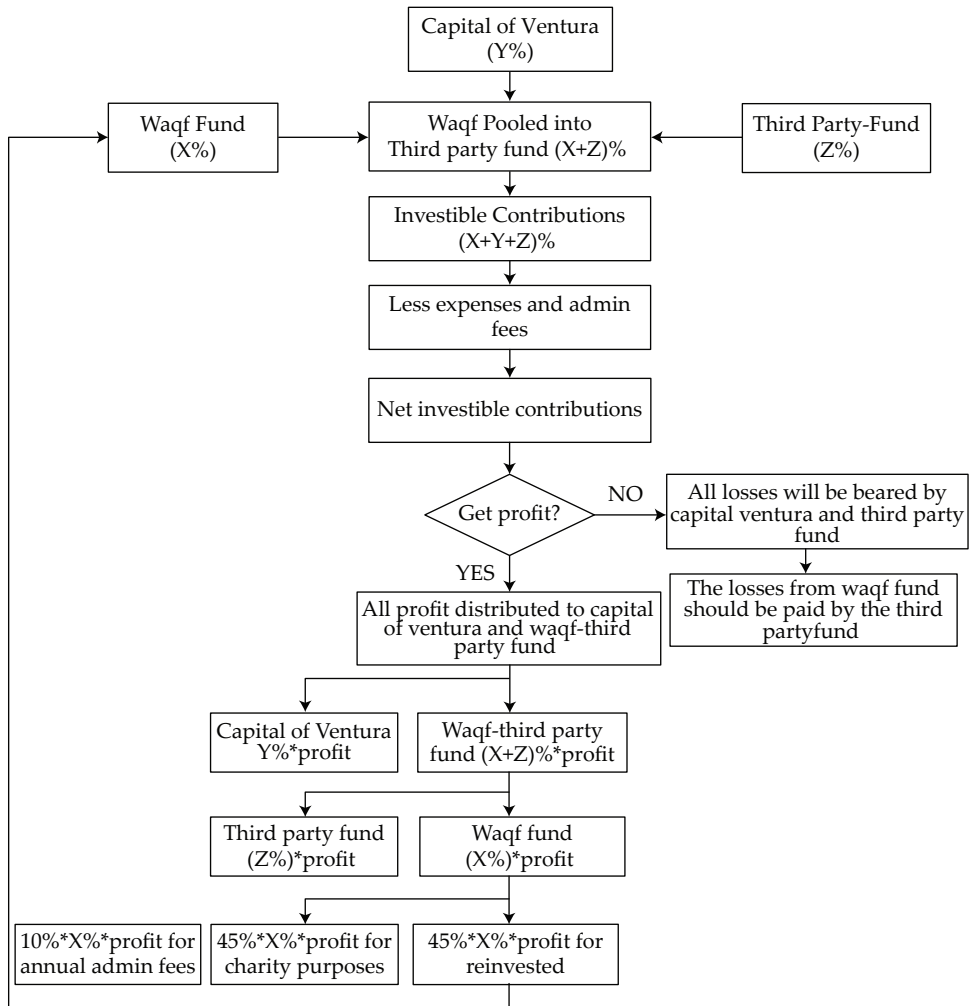 Capital of Ventura
(Y%)
Waqf Fund
(X%)
Waqf Pooled into
Third party fund (X+Z)%
Third Party-Fund
(Z%)
Investible Contributions
(X+Y+Z)%
Less expenses and admin
fees
Net investible contributions
Get profit?
NO
All losses will be beared by
capital ventura and third party
fund
The losses from waqf fund
should be paid by the third
partyfund
YES
All profit distributed to capital
of ventura and waqf-third
party fund
Capital of Ventura
Y%*profit
Waqf-third party
fund (X+Z)%*profit
Third party fund
(Z%)*profit
Waqf fund
(X%)*profit
10%*X%*profit for
annual admin fees
45%*X%*profit for
charity purposes
45%*X%*profit for
reinvested